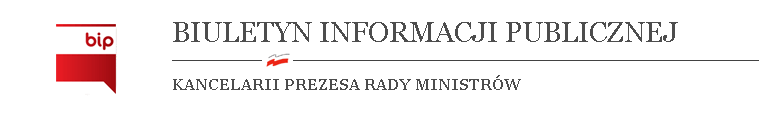 bip
BIULETYN INFORMACJI PUBLICZNEJ
KANCELARII PREZESA RADY MINISTRÓW